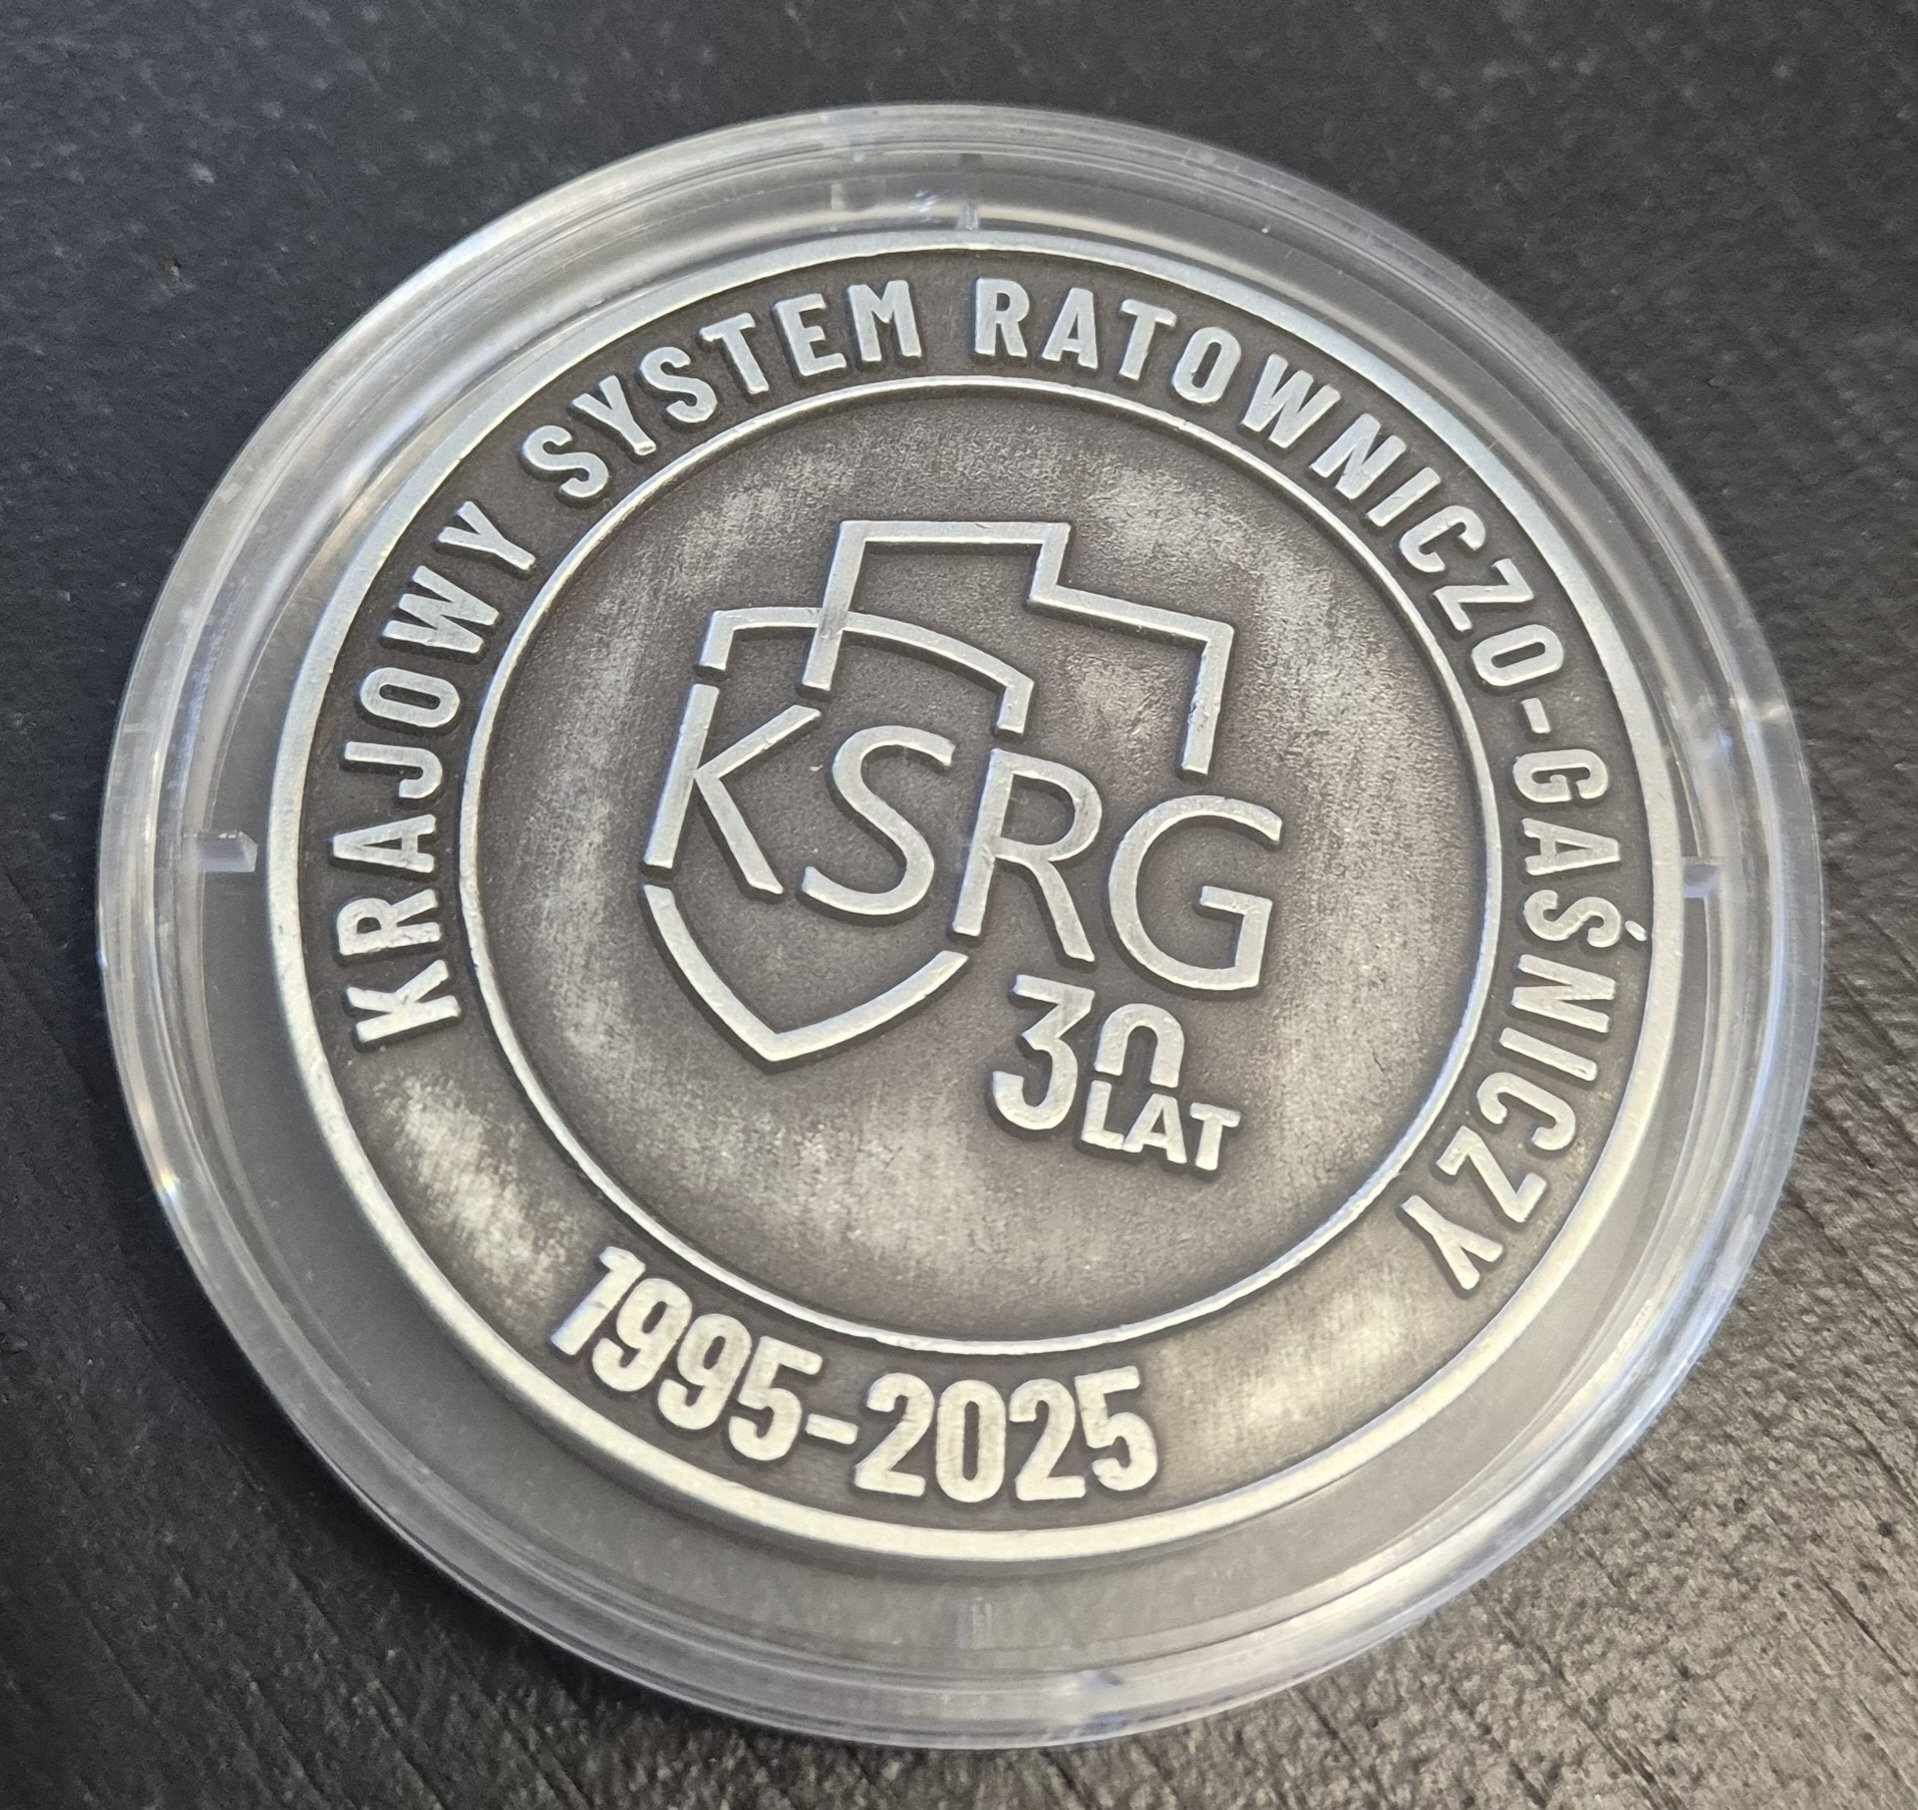 KRAJOWY SYSTEM RATOWNICZO-GAŚNICZY
KSRG
30
LAT
1995-2025